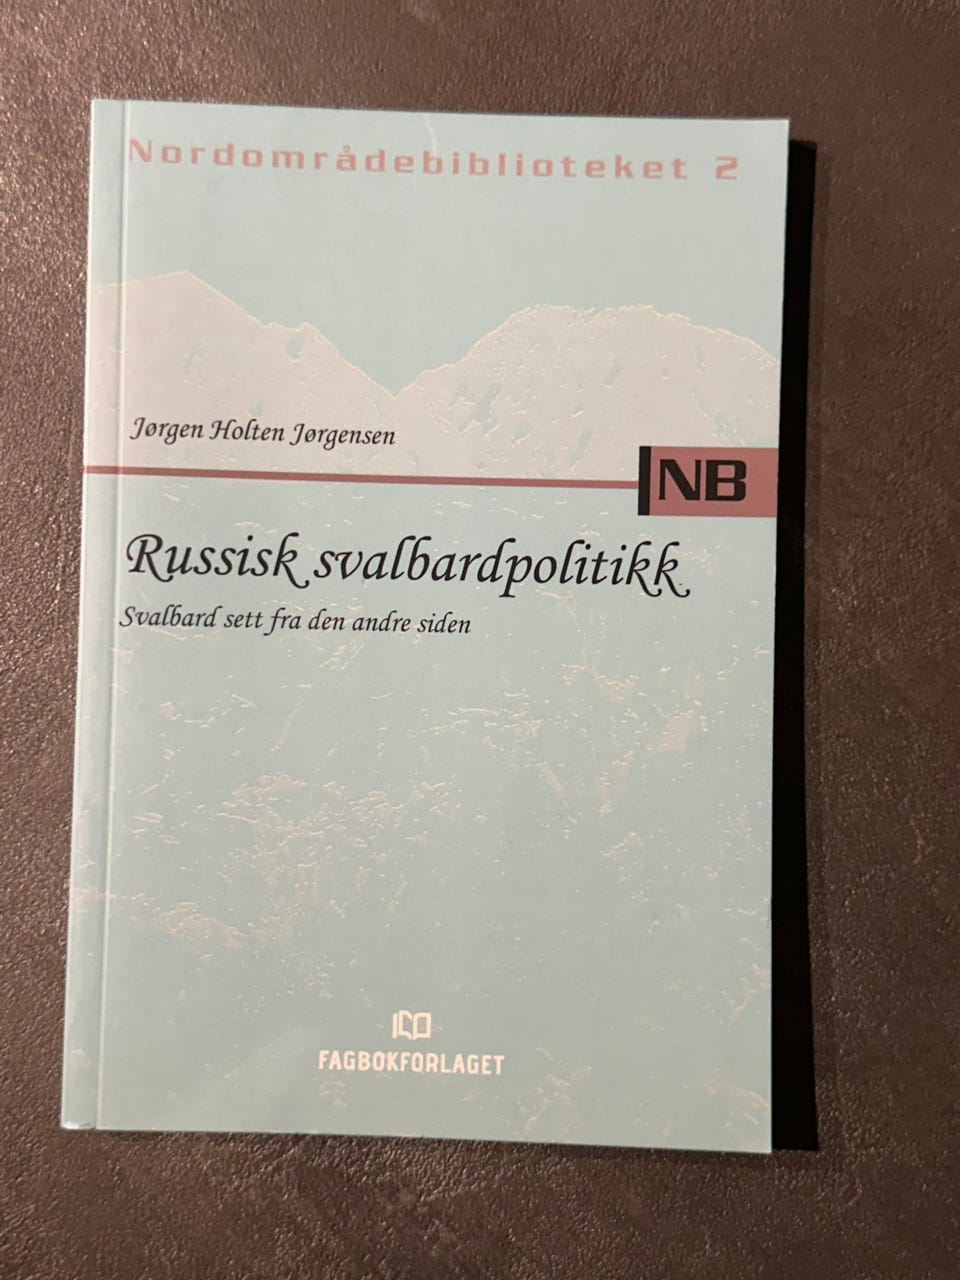 Nordområdebiblioteket 2
Jørgen Holten Jørgensen
NB
Russisk svalbardpolitikk
Svalbard sett fra den andre siden
FAGBOKFORLAGET